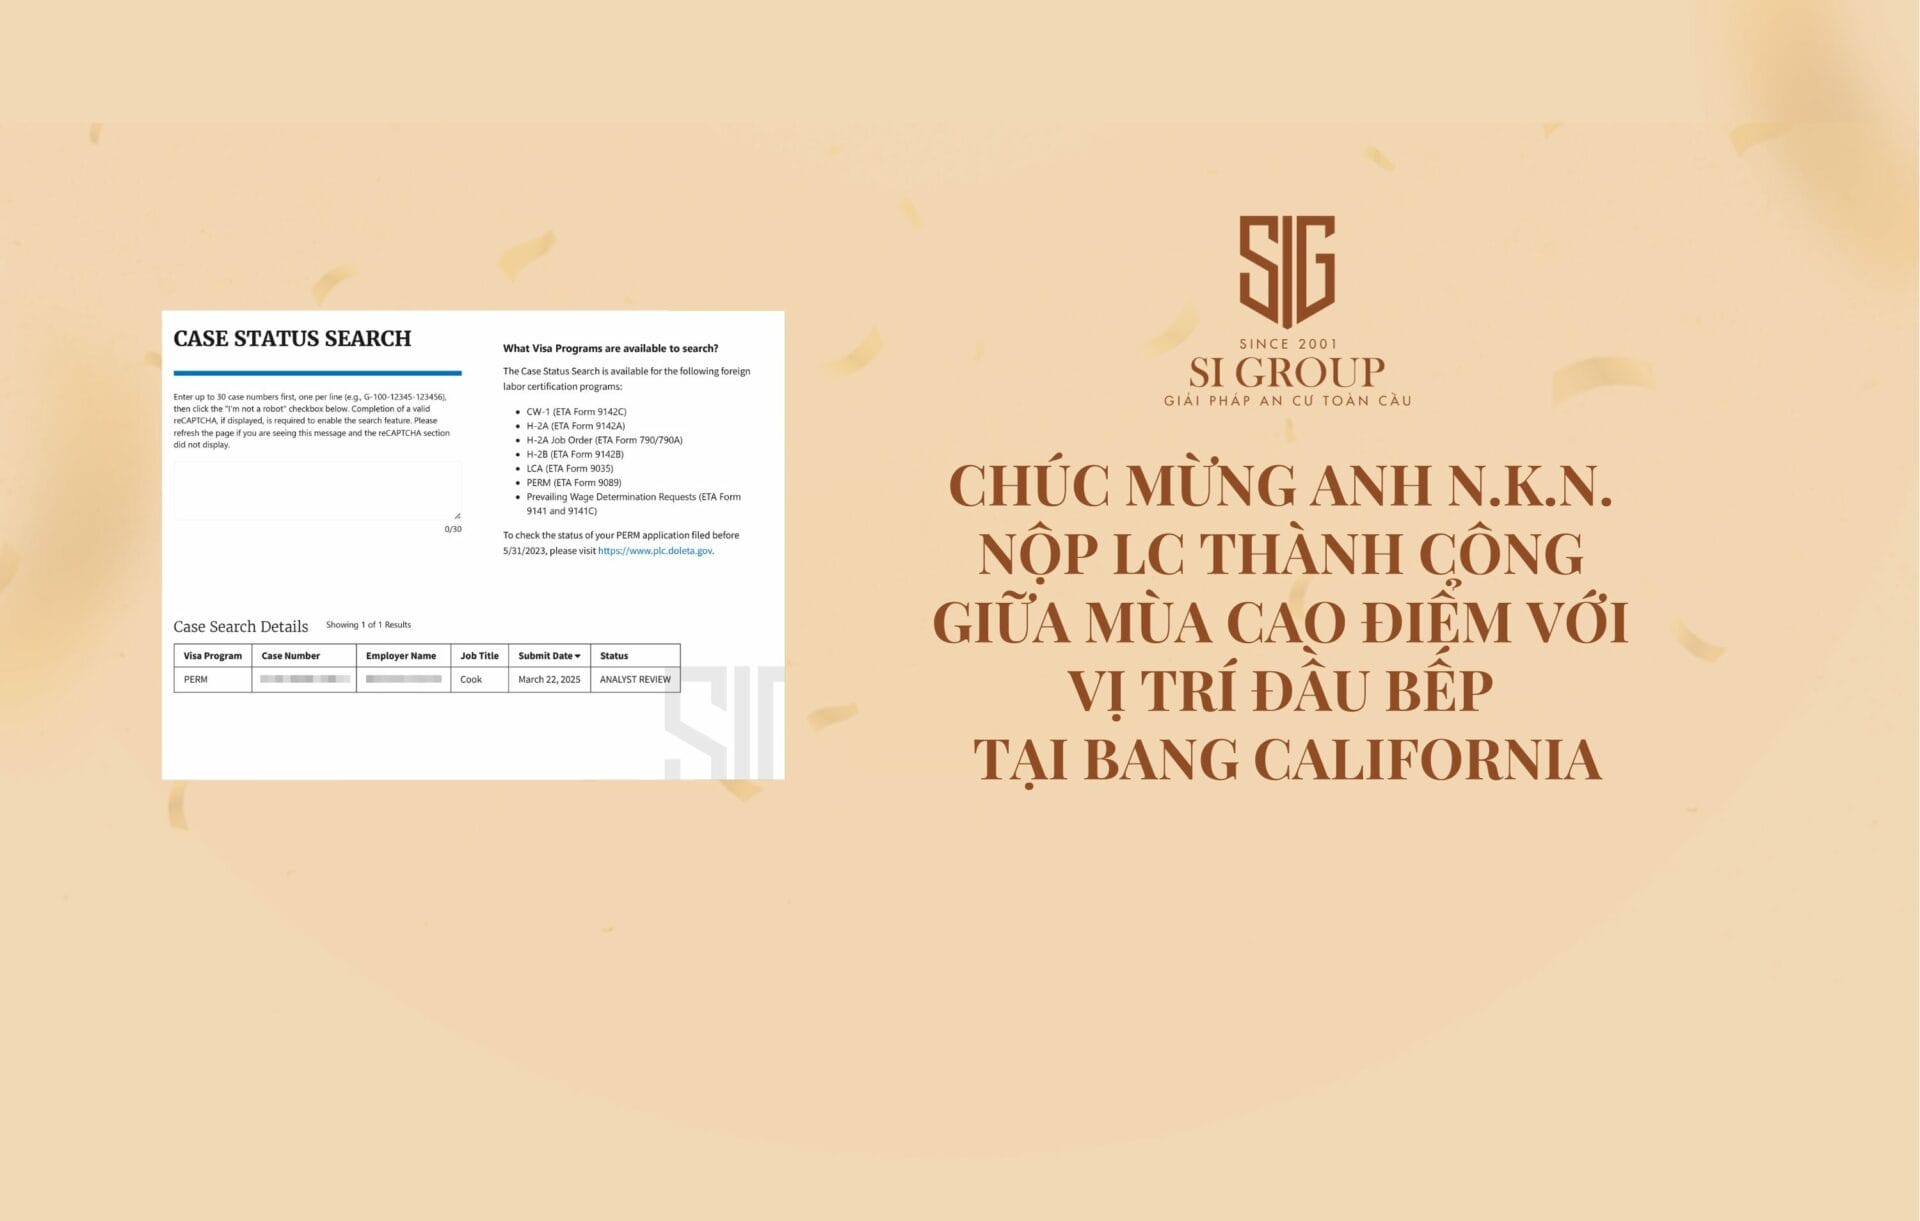 CASE STATUS SEARCH
Enter up to 30 case numbers first, one per line (e.g., G-100-12345-123456),
then click the "I'm not a robot" checkbox below. Completion of a valid
reCAPTCHA, if displayed, is required to enable the search feature. Please
refresh the page if you are seeing this message and the reCAPTCHA section
did not display.
0/30
What Visa Programs are available to search?
The Case Status Search is available for the following foreign
labor certification programs:
• CW-1 (ETA Form 9142C)
• H-2A (ETA Form 9142A)
• H-2A Job Order (ETA Form 790/790A)
• H-2B (ETA Form 9142B)
• LCA (ETA Form 9035)
• PERM (ETA Form 9089)
• Prevailing Wage Determination Requests (ETA Form
9141 and 9141C)
To check the status of your PERM application filed before
5/31/2023, please visit https://www.plc.doleta.gov.
Case Search Details Showing 1 of 1 Results
Visa Program Case Number Employer Name Job Title Submit Date Status
PERM Cook March 22, 2025 ANALYST REVIEW
SIG
SINCE 2001
SI GROUP
GIẢI PHÁP AN CƯ TOÀN CẦU
CHÚC MỪNG ANH N.K.N.
NỘP LC THÀNH CÔNG
GIỮA MÙA CAO ĐIỂM VỚI
VỊ TRÍ ĐẦU BẾP
TẠI BANG CALIFORNIA